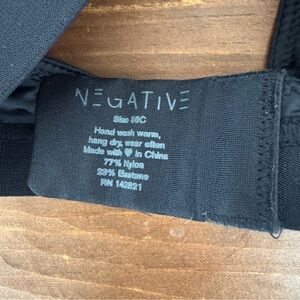 NEGATIVE
Size 36C
Hand wash warm,
hang dry, wear often
Made with ♥ in China
77% Nylon
23% Elastane
RN 142821